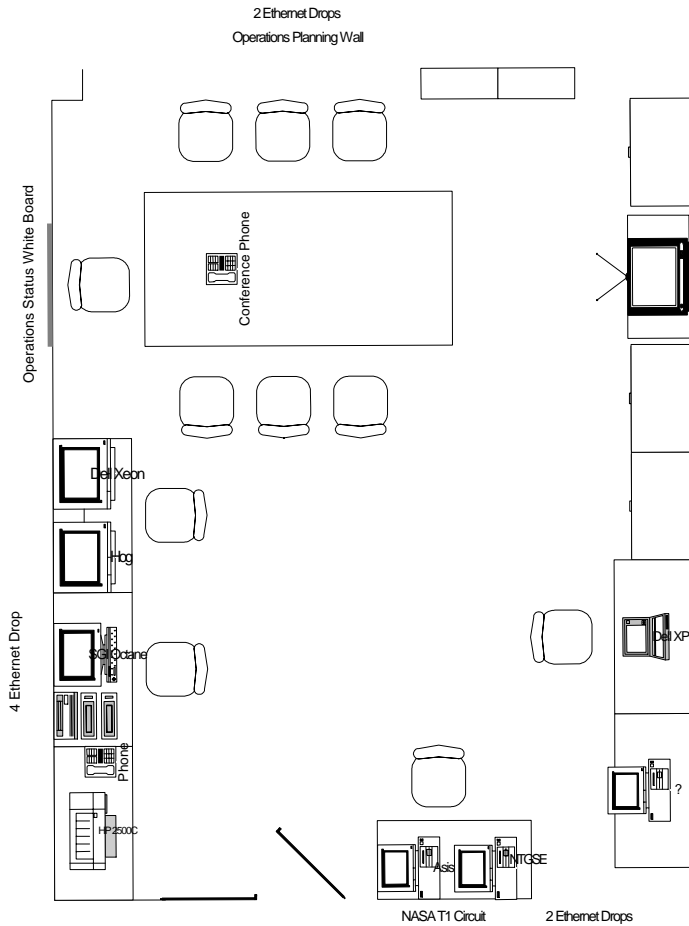 2 Ethernet Drops
Operations Planning Wall
Operations Status White Board
Conference Phone
Dell Xeon
Hog
4 Ethernet Drop
SGI Octane
Dell XP
Phone
?
HP 2500C
Asis
NTGSE
NASA T1 Circuit
2 Ethernet Drops